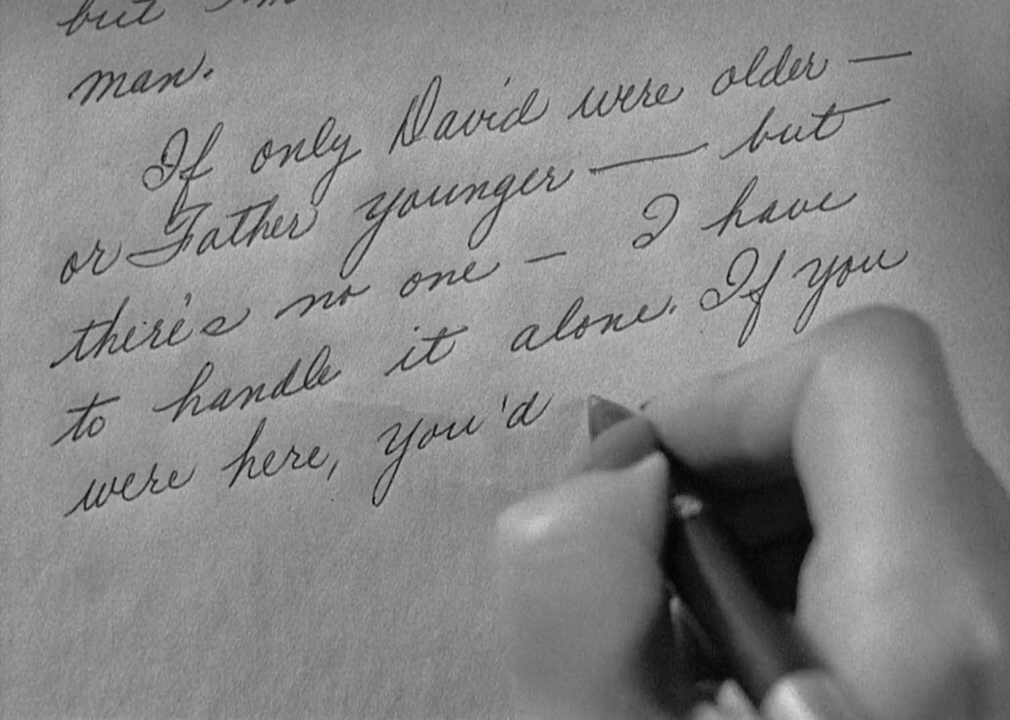 but
man.
If only David were older —
or Father younger — but
there's no one — I have
to handle it alone. If you
were here, you'd